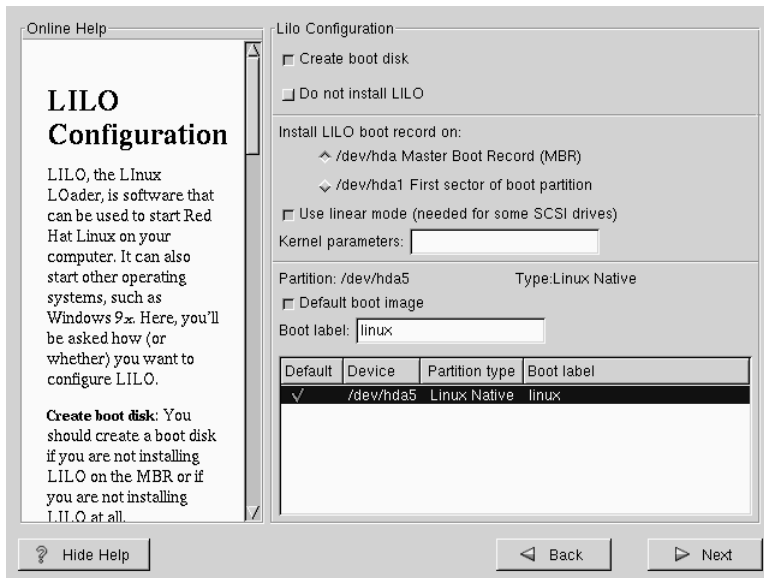 Online Help
LILO
Configuration
LILO, the LInux
LOader, is software that
can be used to start Red
Hat Linux on your
computer. It can also
start other operating
systems, such as
Windows 9x. Here, you'll
be asked how (or
whether) you want to
configure LILO.
Create boot disk: You
should create a boot disk
if you are not installing
LILO on the MBR or if
you are not installing
LILO at all.
Lilo Configuration
Create boot disk
Do not install LILO
Install LILO boot record on:
/dev/hda Master Boot Record (MBR)
/dev/hda1 First sector of boot partition
Use linear mode (needed for some SCSI drives)
Kernel parameters:
Partition: /dev/hda5 Type:Linux Native
Default boot image
Boot label: linux
Default Device Partition type Boot label
/dev/hda5 Linux Native linux
Hide Help Back Next